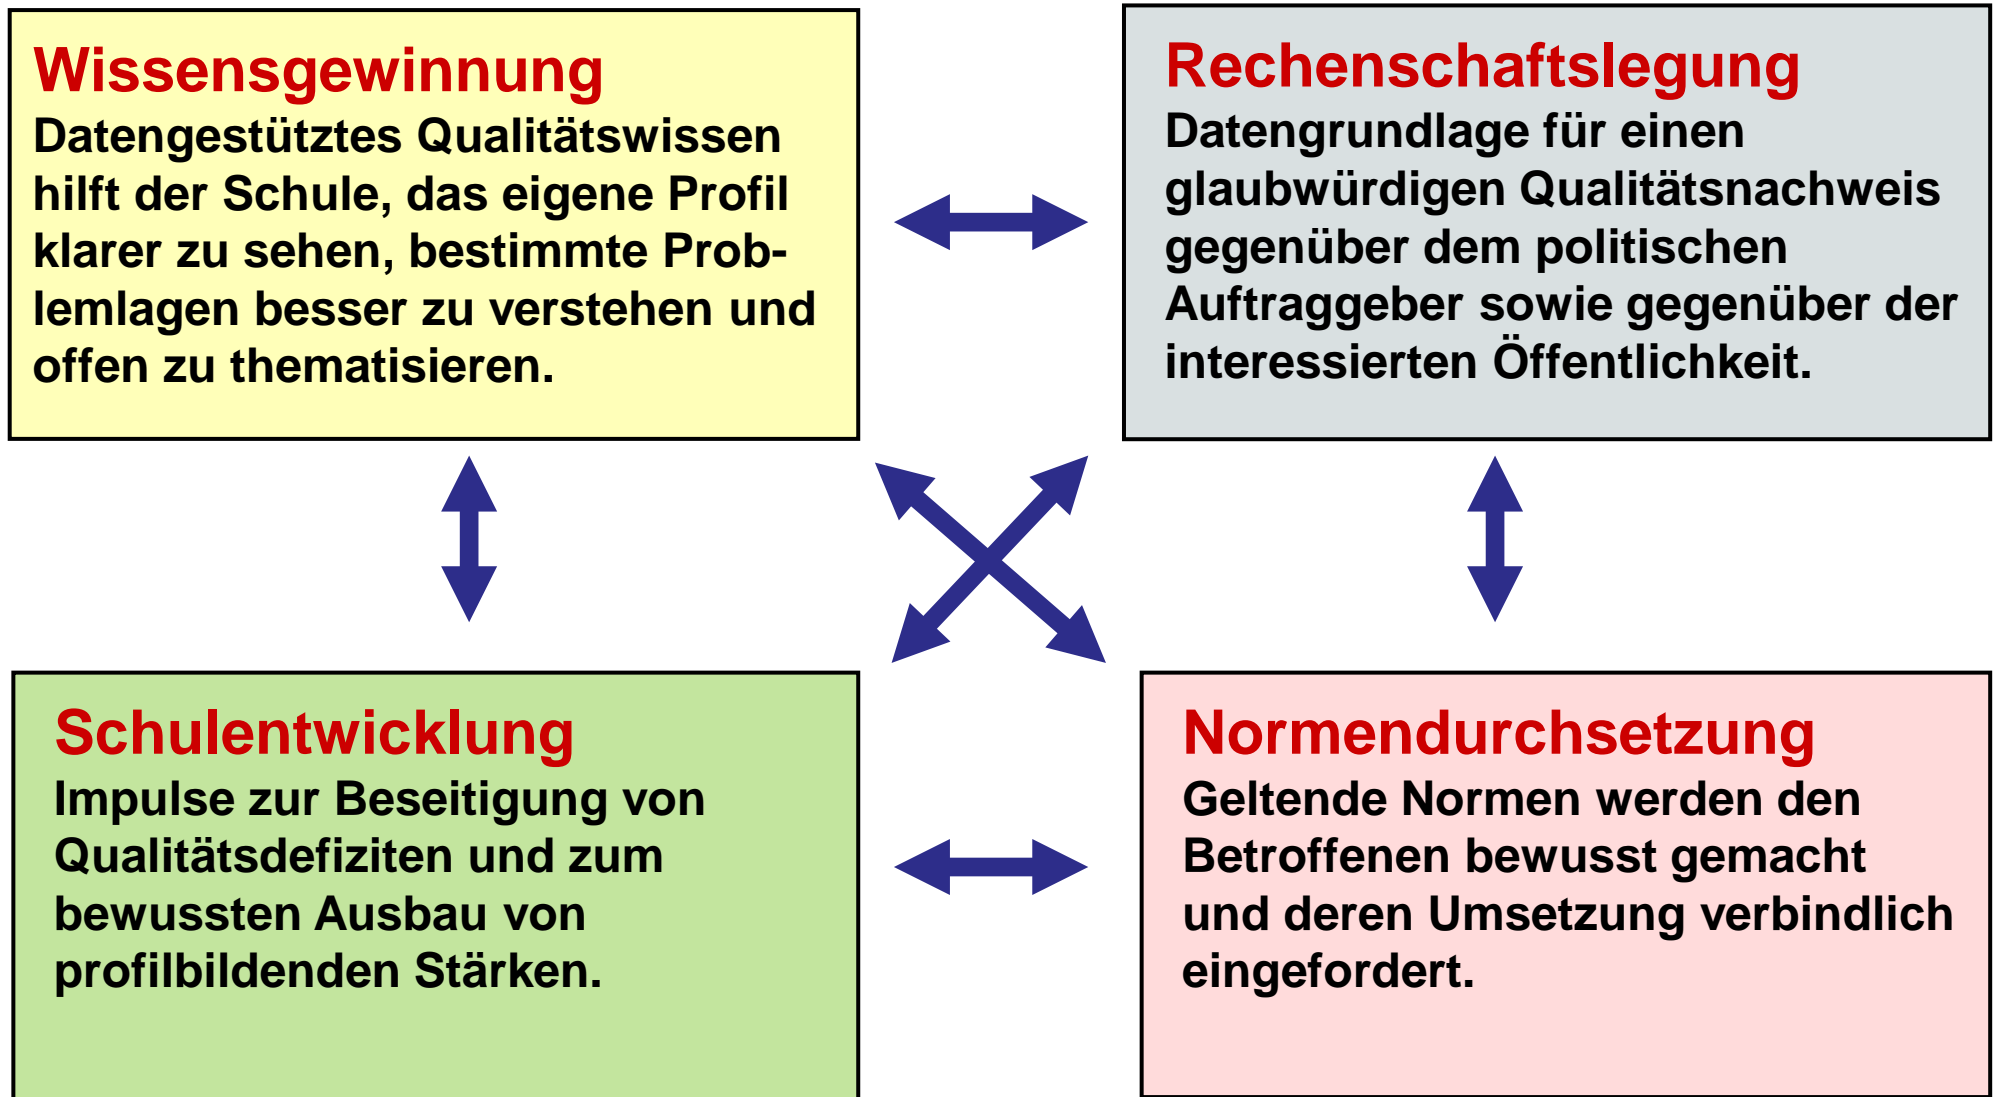 Wissensgewinnung
Datengestütztes Qualitätswissen
hilft der Schule, das eigene Profil
klarer zu sehen, bestimmte Prob-
lemlagen besser zu verstehen und
offen zu thematisieren.
Rechenschaftslegung
Datengrundlage für einen
glaubwürdigen Qualitätsnachweis
gegenüber dem politischen
Auftraggeber sowie gegenüber der
interessierten Öffentlichkeit.
Schulentwicklung
Impulse zur Beseitigung von
Qualitätsdefiziten und zum
bewussten Ausbau von
profilbildenden Stärken.
Normendurchsetzung
Geltende Normen werden den
Betroffenen bewusst gemacht
und deren Umsetzung verbindlich
eingefordert.